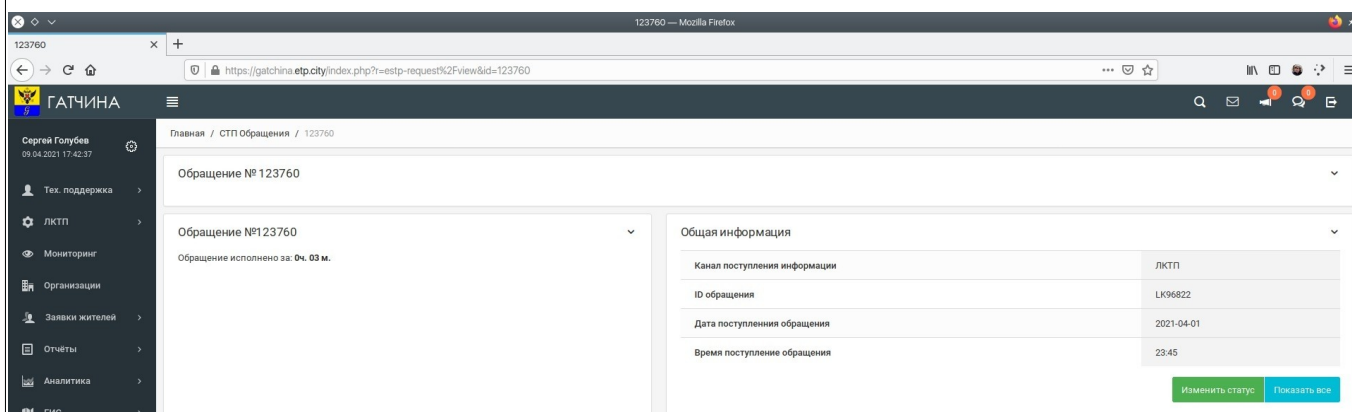 123760 — Mozilla Firefox
123760
https://gatchina.etp.city/index.php?r=estp-request%2Fview&id=123760
ГАТЧИНА
0 0
Сергей Голубев
09.04.2021 17:42:37
Главная / СТП Обращения / 123760
Обращение № 123760
Тех. поддержка
ЛКТП
Мониторинг
Организации
Заявки жителей
Отчёты
Аналитика
ГИС
Обращение №123760
Обращение исполнено за: 0ч. 03 м.
Общая информация
Канал поступления информации ЛКТП
ID обращения LK96822
Дата поступленния обращения 2021-04-01
Время поступление обращения 23:45
Изменить статус Показать все